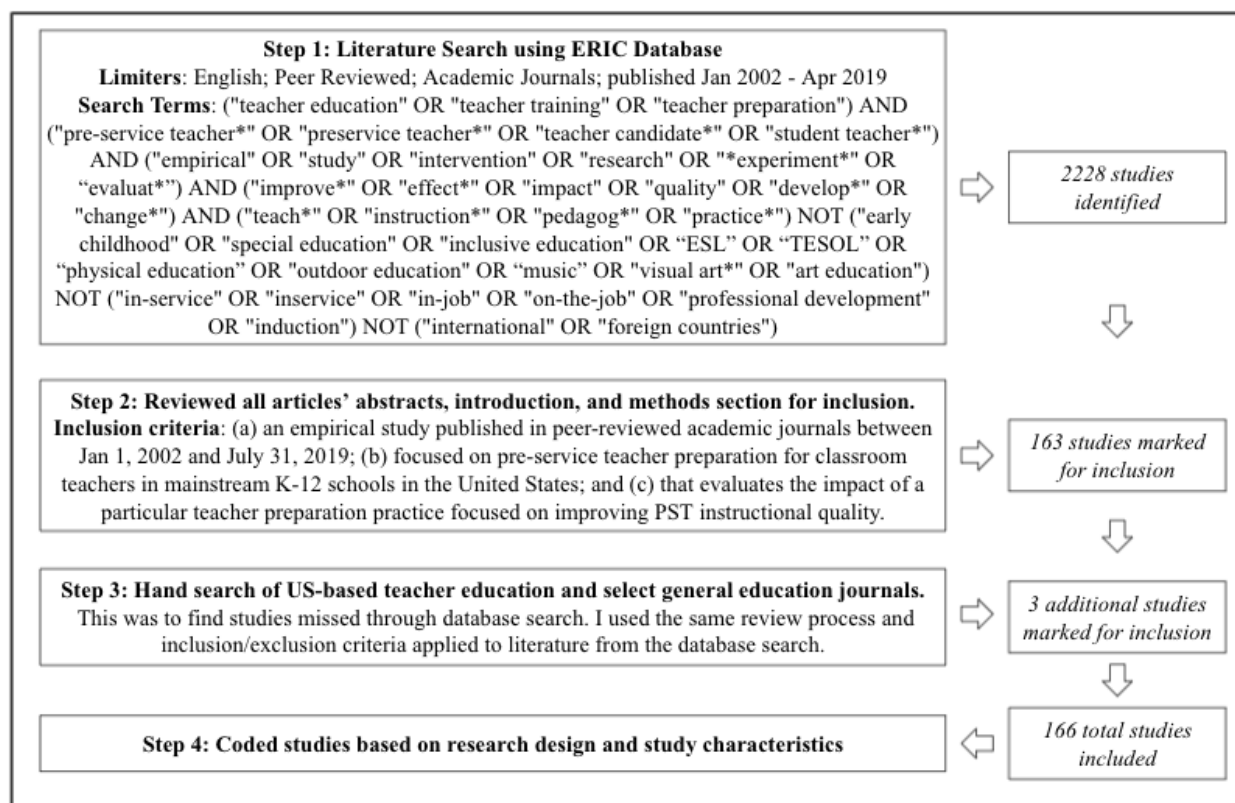 Step 1: Literature Search using ERIC Database
Limiters: English; Peer Reviewed; Academic Journals; published Jan 2002 - Apr 2019
Search Terms: ("teacher education" OR "teacher training" OR "teacher preparation") AND
("pre-service teacher*" OR "preservice teacher*" OR "teacher candidate*" OR "student teacher*")
AND ("empirical" OR "study" OR "intervention" OR "research" OR "*experiment*" OR
“evaluat*”) AND ("improve*" OR "effect*" OR "impact" OR "quality" OR "develop*" OR
"change*") AND ("teach*" OR "instruction*" OR "pedagog*" OR "practice*") NOT ("early
childhood" OR "special education" OR "inclusive education" OR “ESL” OR “TESOL” OR
“physical education” OR "outdoor education" OR “music” OR "visual art*" OR "art education")
NOT ("in-service" OR "inservice" OR "in-job" OR "on-the-job" OR "professional development"
OR "induction") NOT ("international" OR "foreign countries")
2228 studies
identified
Step 2: Reviewed all articles’ abstracts, introduction, and methods section for inclusion.
Inclusion criteria: (a) an empirical study published in peer-reviewed academic journals between
Jan 1, 2002 and July 31, 2019; (b) focused on pre-service teacher preparation for classroom
teachers in mainstream K-12 schools in the United States; and (c) that evaluates the impact of a
particular teacher preparation practice focused on improving PST instructional quality.
163 studies marked
for inclusion
Step 3: Hand search of US-based teacher education and select general education journals.
This was to find studies missed through database search. I used the same review process and
inclusion/exclusion criteria applied to literature from the database search.
3 additional studies
marked for inclusion
Step 4: Coded studies based on research design and study characteristics
166 total studies
included